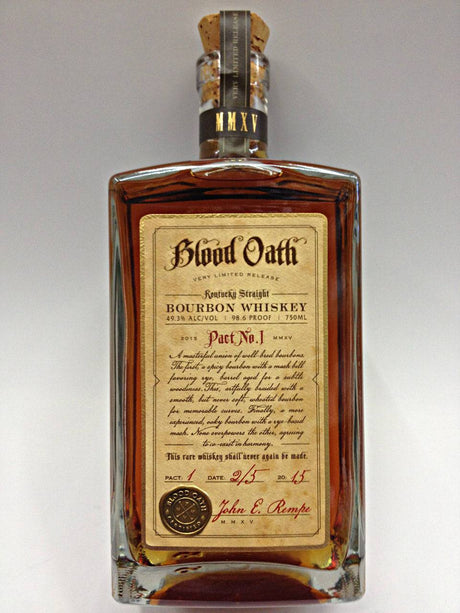 VERY LIMITED RELEASE
MMXV
Blood Oath
VERY LIMITED RELEASE
Kentucky Straight
BOURBON WHISKEY
49.3% ALC/VOL | 98.6 PROOF | 750ML
2015 Pact No. 1 MMXV
A masterful union of well-bred bourbons.
The first, a spicy bourbon with a mash bill
favoring rye, barrel aged for a subtle
woodiness. This, artfully braided with a
smooth, but never soft, wheated bourbon
for memorable curves. Finally, a more
experienced, oaky bourbon with a rye-based
mash. None overpowers the other, agreeing
to co-exist in harmony.
This rare whiskey shall never again be made.
PACT: 1 DATE: 2/5 20: 15
BLOOD OATH
John E. Rempe
MMXV